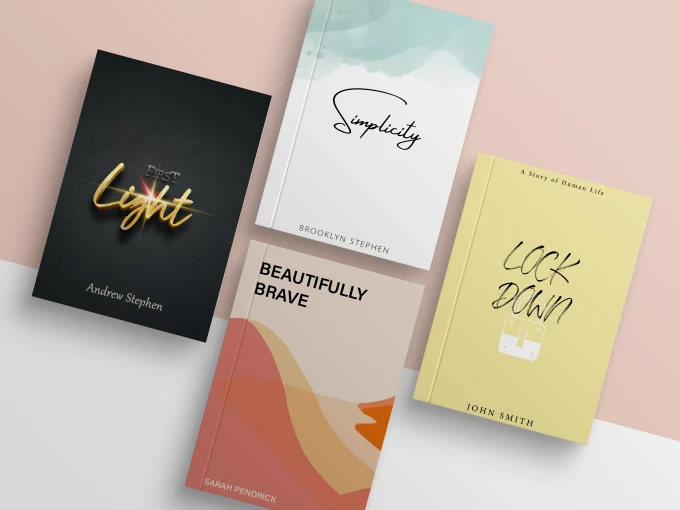 FIRST
Light
Andrew Stephen
Simplicity
BROOKLYN STEPHEN
BEAUTIFULLY
BRAVE
SARAH PENDRICK
A Story of Human Life
LOCK
DOWN
JOHN SMITH